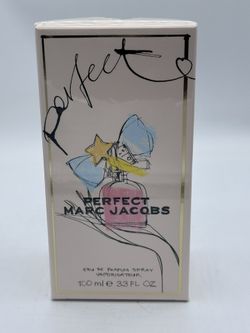 perfect
PERFECT
MARC JACOBS
EAU DE PARFUM SPRAY
VAPORISATEUR
100 ml e 3.3 FL OZ